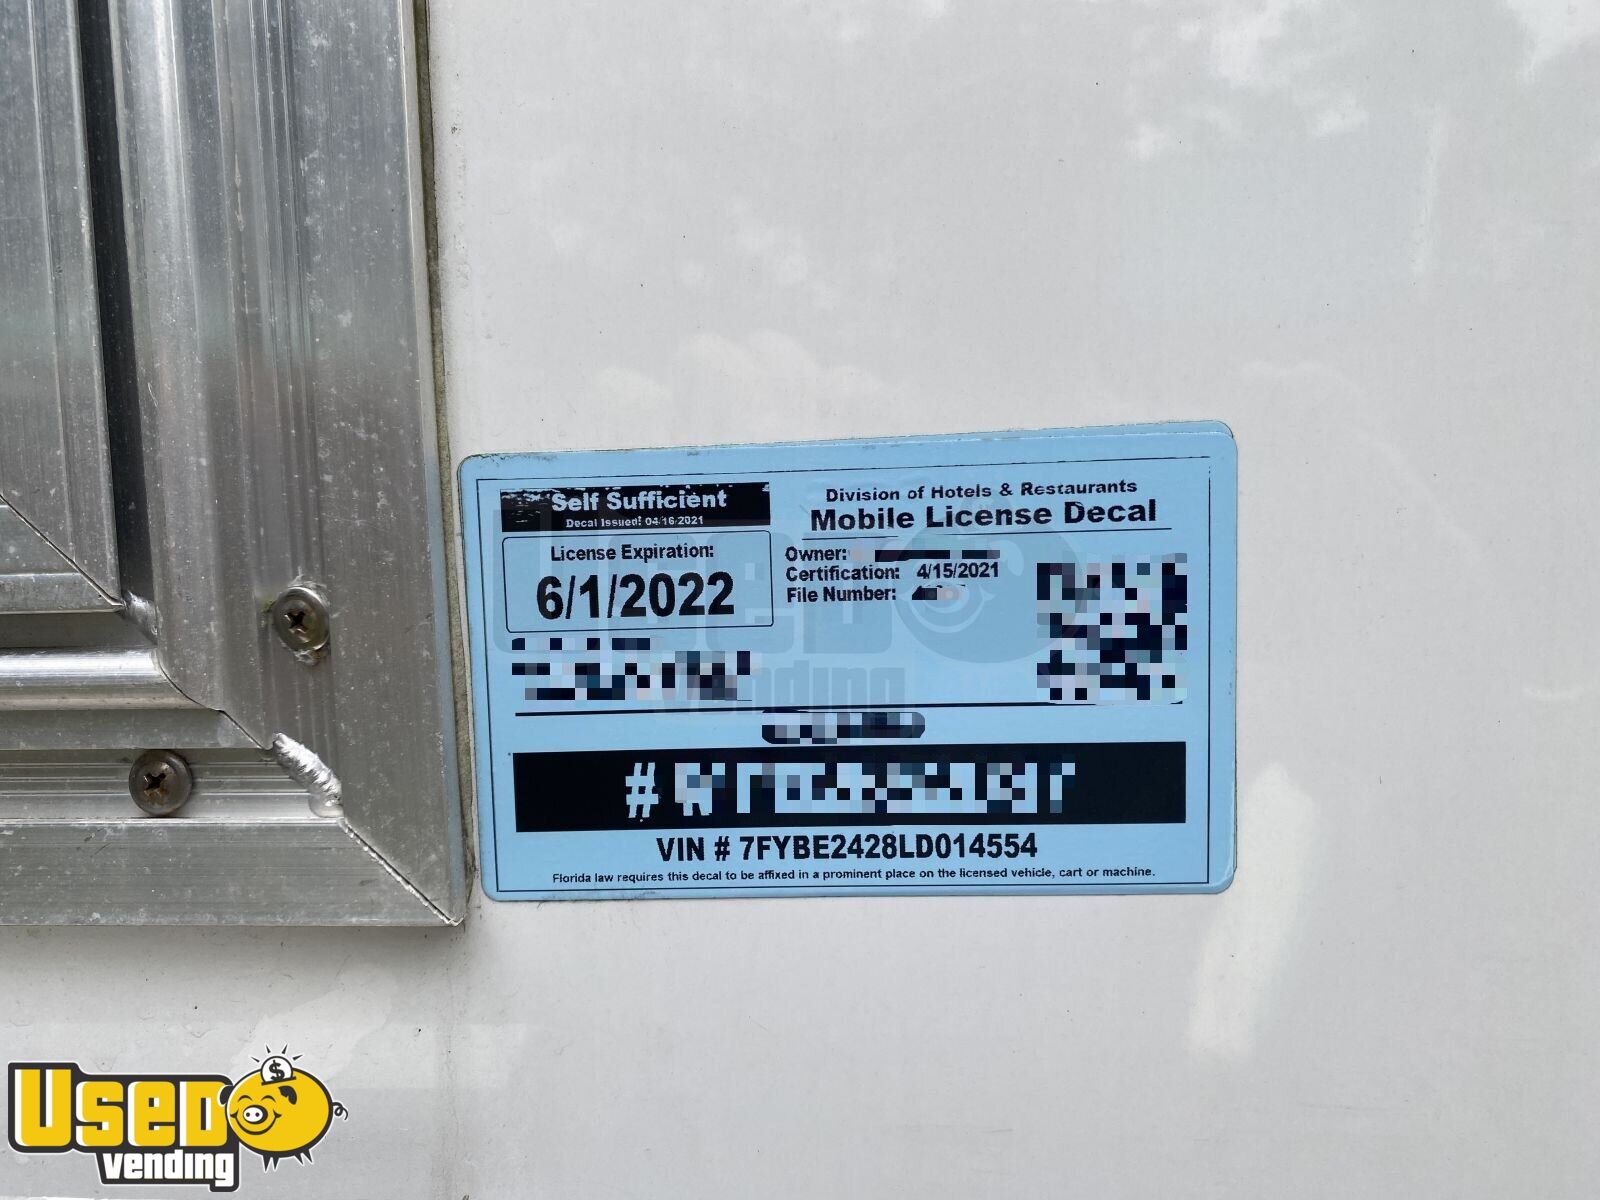 Self Sufficient
Decal Issued: 04/16/2021
License Expiration:
6/1/2022
Division of Hotels & Restaurants
Mobile License Decal
Owner:
Certification: 4/15/2021
File Number:
#
VIN # 7FYBE2428LD014554
Florida law requires this decal to be affixed in a prominent place on the licensed vehicle, cart or machine.
Used
vending
USED
vending